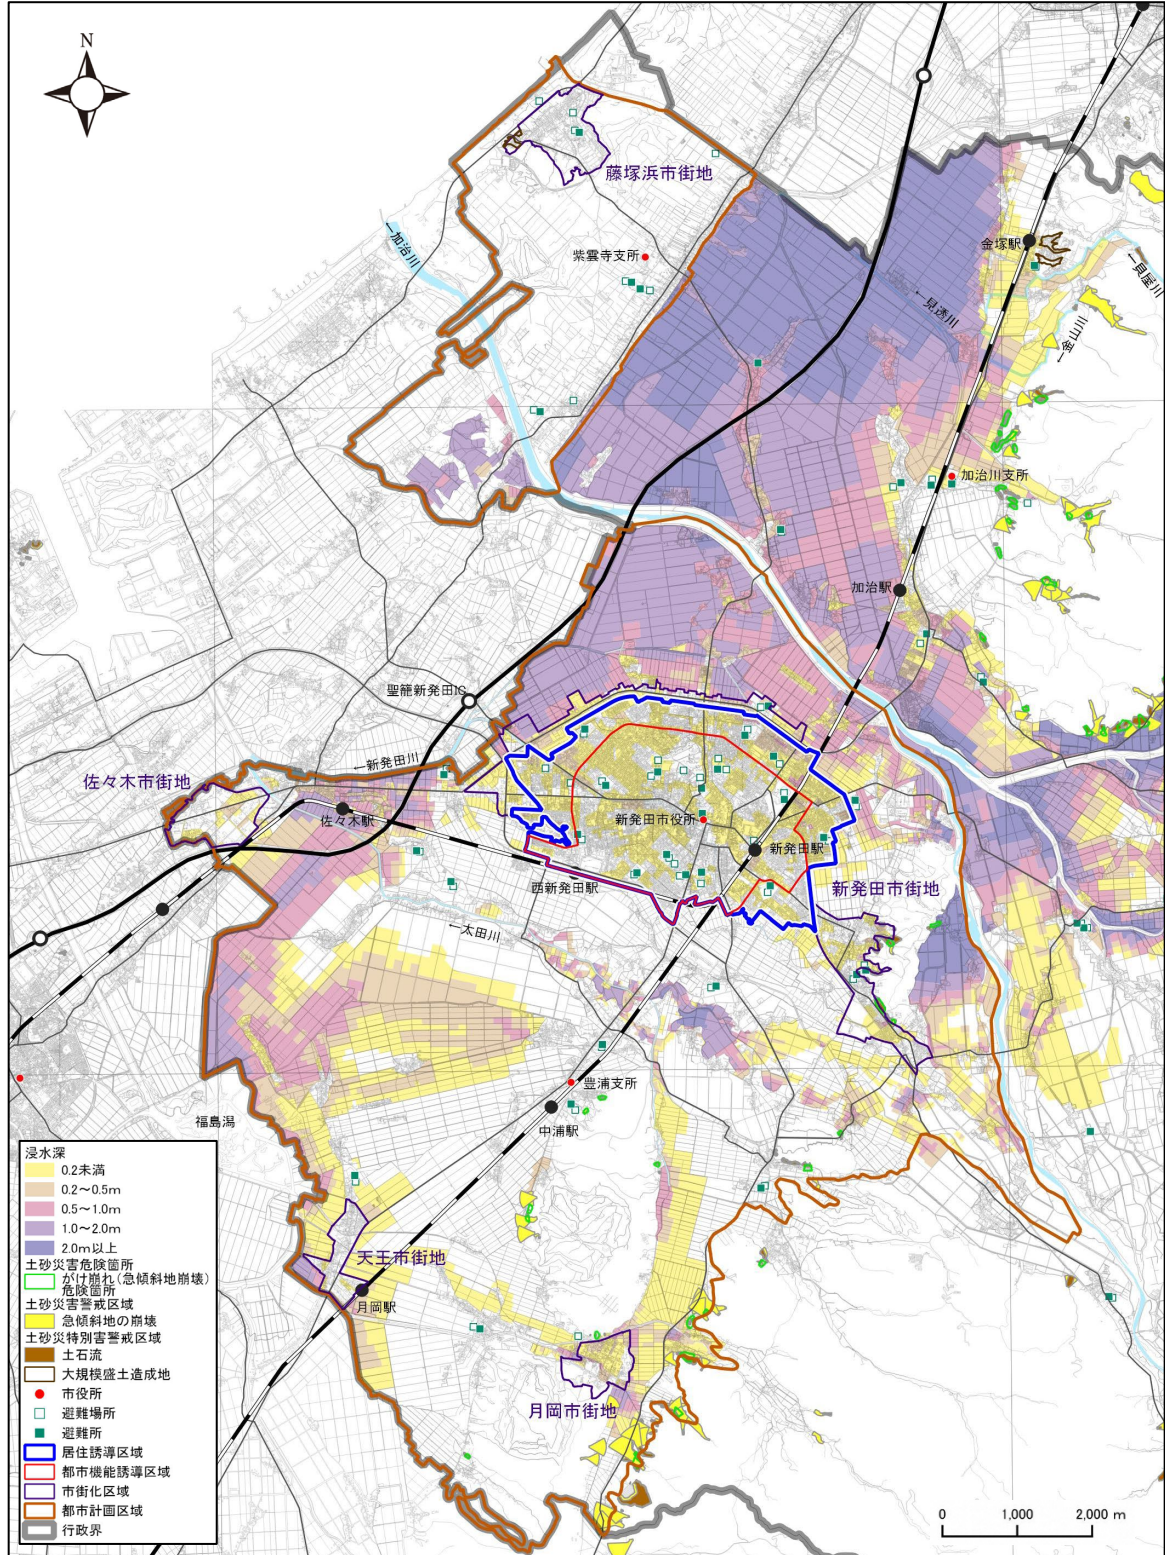 N
藤塚浜市街地
←加治川
紫雲寺支所
金塚駅
←貝屋川
←見透川
←金山川
加治川支所
加治駅
聖籠新発田IC
←新発田川
佐々木市街地
佐々木駅
新発田市役所
新発田駅
西新発田駅
新発田市街地
←太田川
豊浦支所
中浦駅
福島潟
天王市街地
月岡駅
月岡市街地
浸水深
0.2未満
0.2～0.5m
0.5～1.0m
1.0～2.0m
2.0m以上
土砂災害危険箇所
がけ崩れ(急傾斜地崩壊)
危険箇所
土砂災害警戒区域
急傾斜地の崩壊
土砂災特別害警戒区域
土石流
大規模盛土造成地
市役所
避難場所
避難所
居住誘導区域
都市機能誘導区域
市街化区域
都市計画区域
行政界
0 1,000 2,000 m